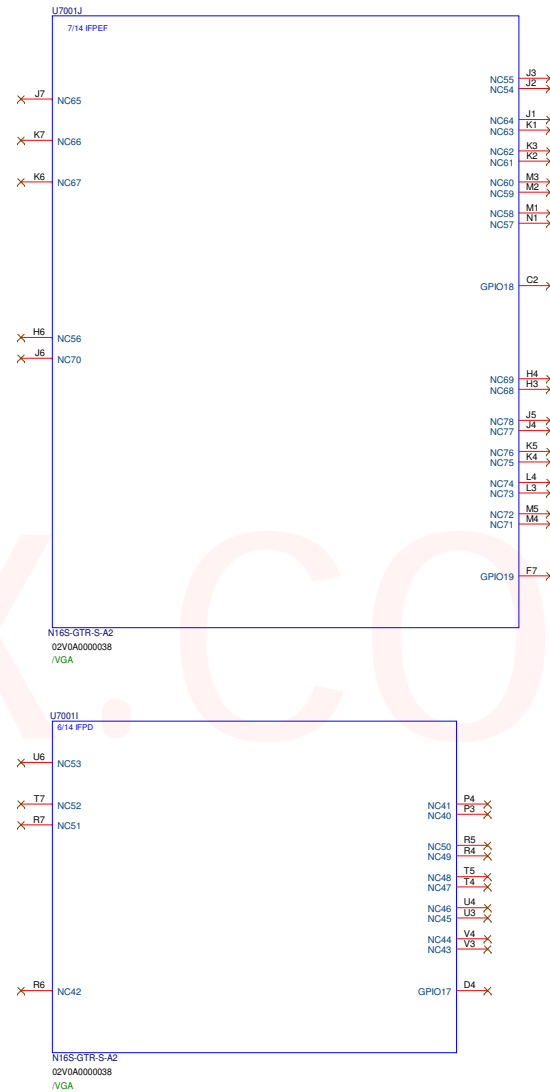 U7001J
7/14 IFPEF
J7 NC65
K7 NC66
K6 NC67
H6 NC56
J6 NC70
NC55 J3
NC54 J2
NC64 J1
NC63 K1
NC62 K3
NC61 K2
NC60 M3
NC59 M2
NC58 M1
NC57 N1
GPIO18 C2
NC69 H4
NC68 H3
NC78 J5
NC77 J4
NC76 K5
NC75 K4
NC74 L4
NC73 L3
NC72 M5
NC71 M4
GPIO19 F7
N16S-GTR-S-A2
02V0A0000038
/VGA
X.CO
U7001I
6/14 IFPD
U6 NC53
T7 NC52
R7 NC51
R6 NC42
NC41 P4
NC40 P3
NC50 R5
NC49 R4
NC48 T5
NC47 T4
NC46 U4
NC45 U3
NC44 V4
NC43 V3
GPIO17 D4
N16S-GTR-S-A2
02V0A0000038
/VGA